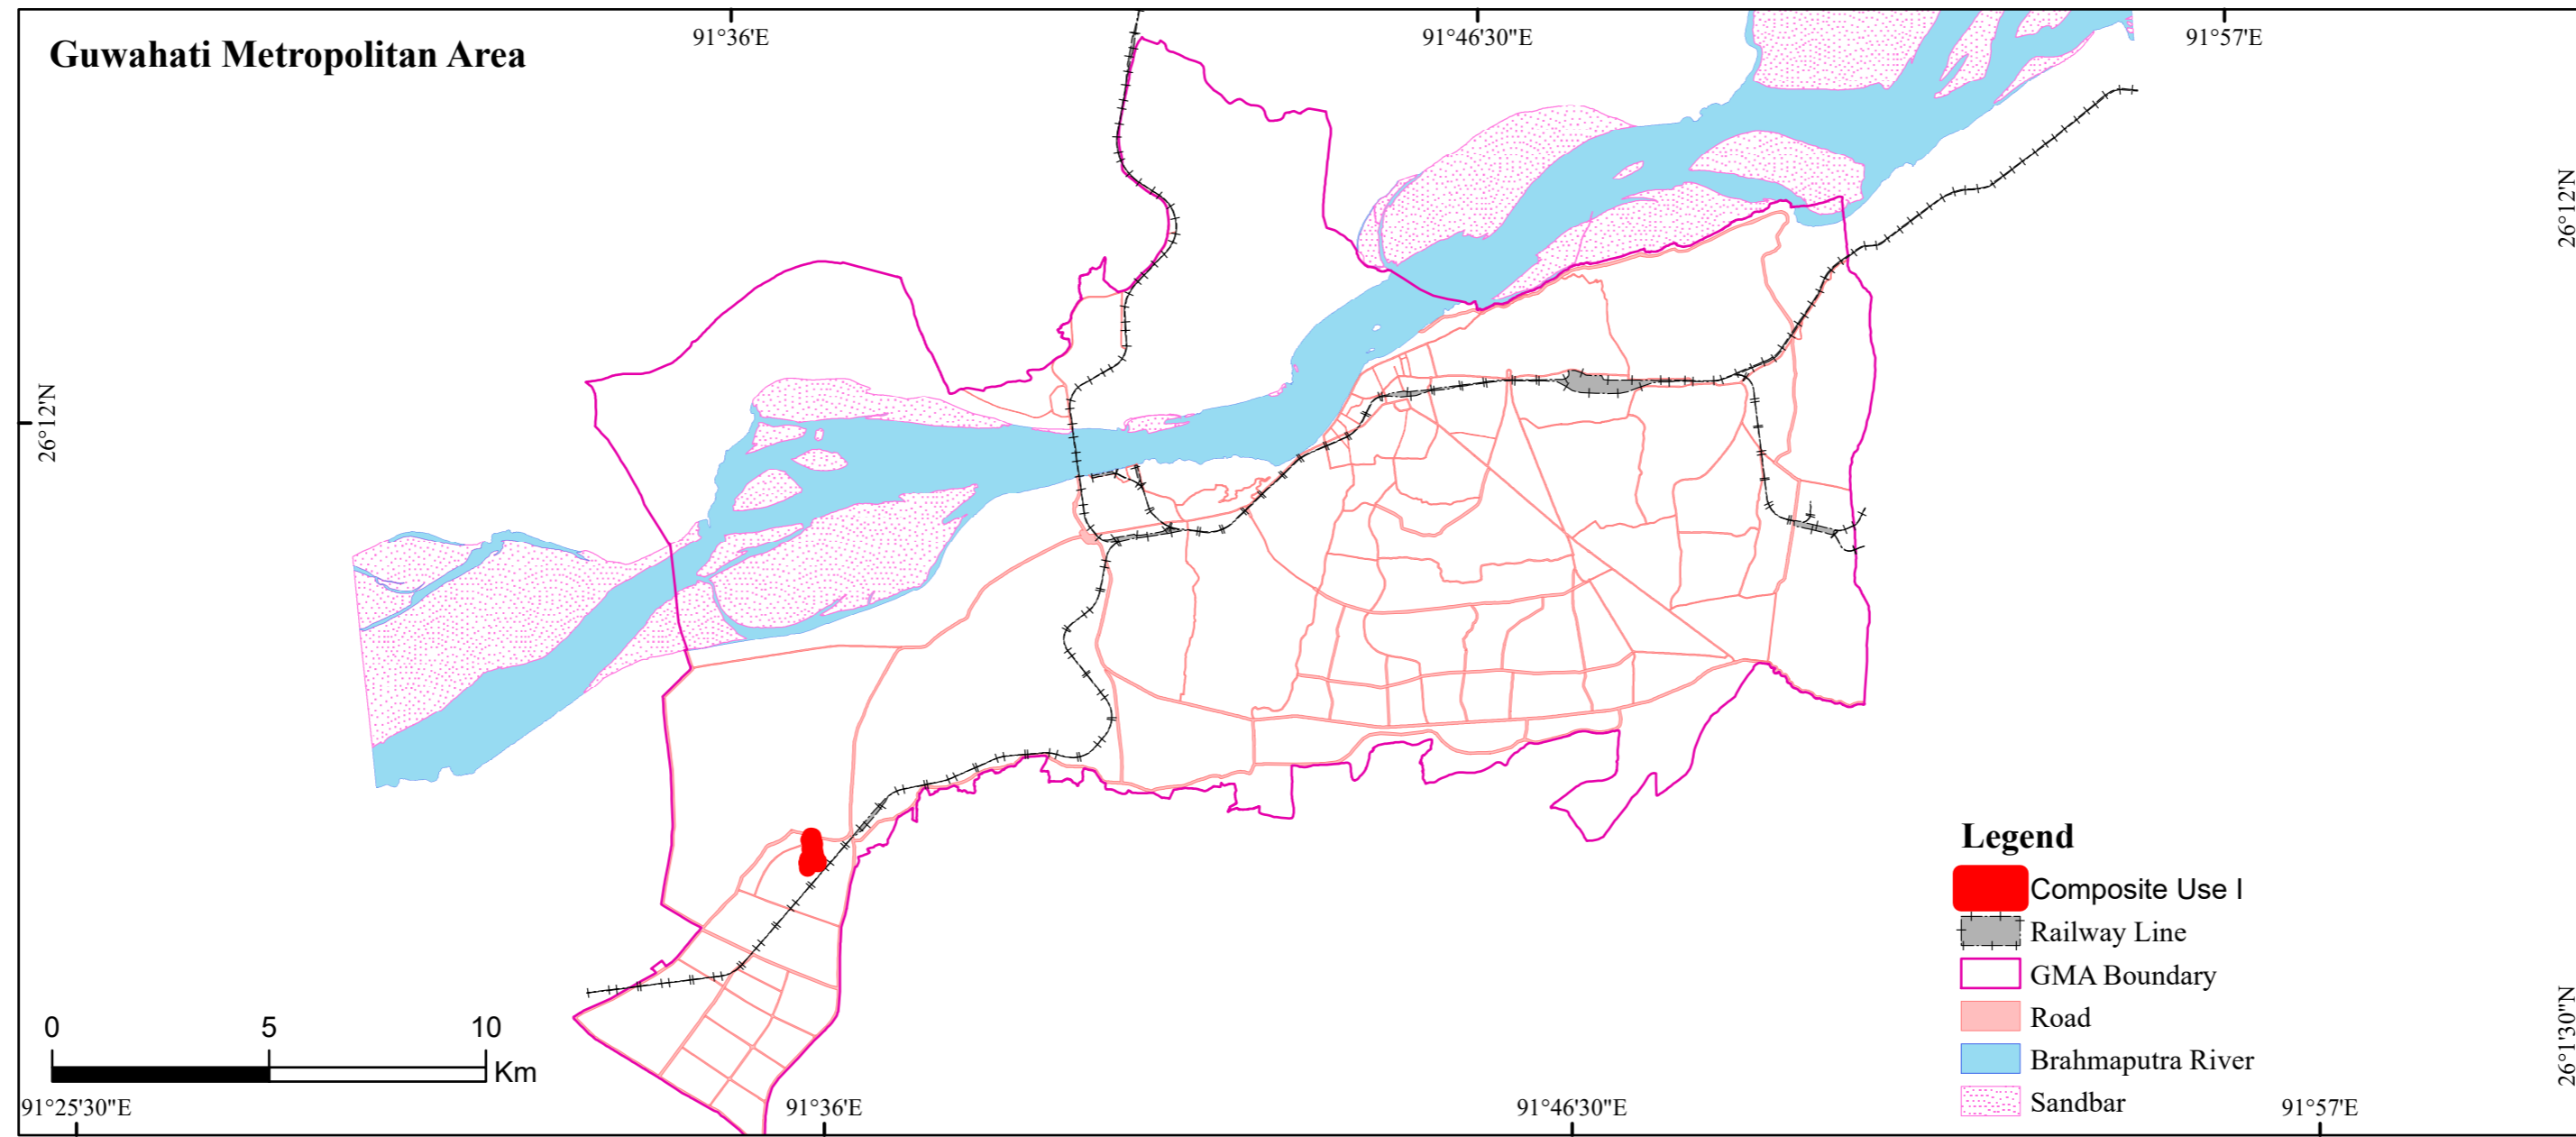 Guwahati Metropolitan Area
91°36'E
91°46'30"E
91°57'E
26°12'N
26°12'N
Legend
Composite Use I
Railway Line
GMA Boundary
Road
Brahmaputra River
Sandbar
26°1'30"N
0 5 10
Km
91°25'30"E
91°36'E
91°46'30"E
91°57'E